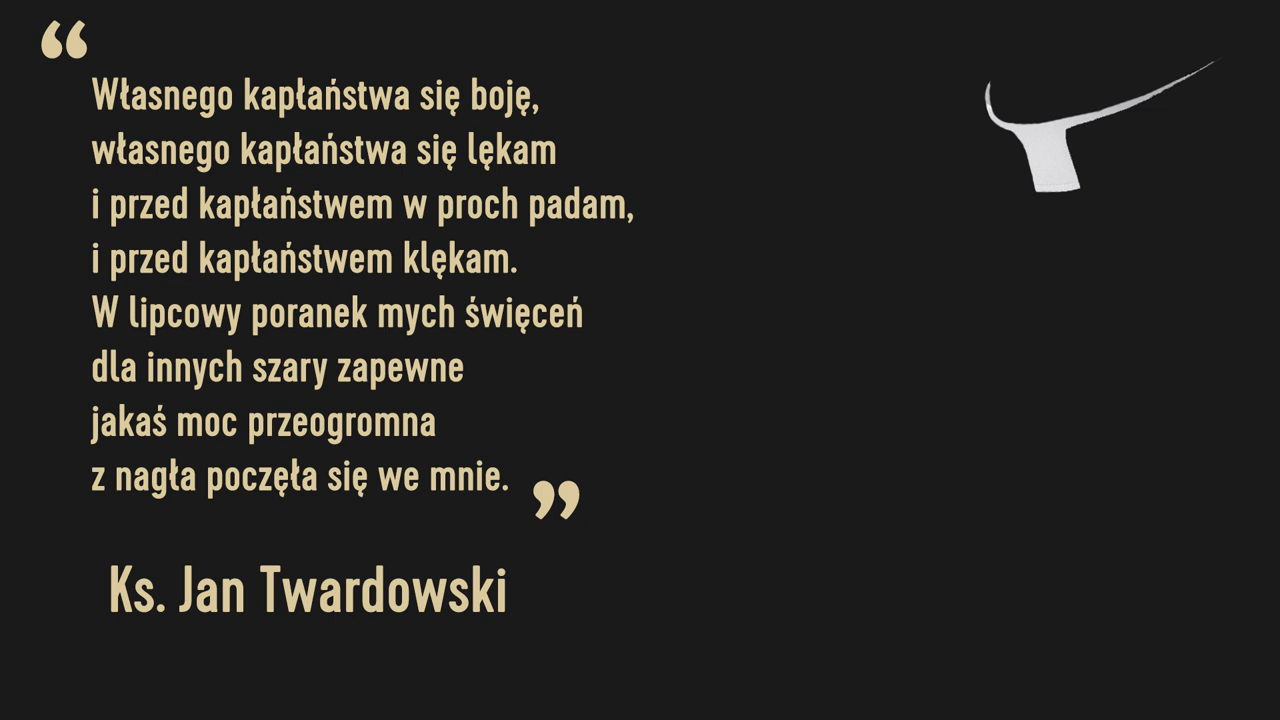 “
Własnego kapłaństwa się boję,
własnego kapłaństwa się lękam
i przed kapłaństwem w proch padam,
i przed kapłaństwem klękam.
W lipcowy poranek mych święceń
dla innych szary zapewne
jakaś moc przeogromna
z nagła poczęła się we mnie. ”
Ks. Jan Twardowski